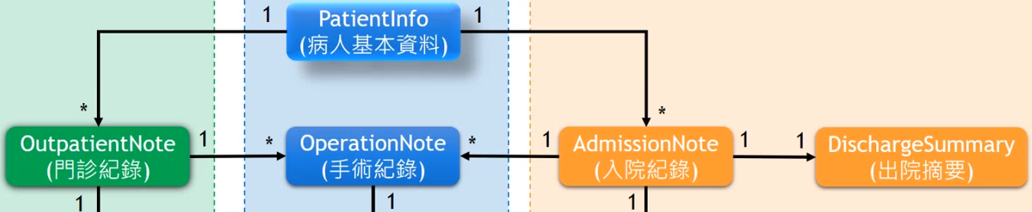 1
PatientInfo
1
(病人基本資料)
*
*
OutpatientNote
(門診紀錄)
1
*
OperationNote
(手術紀錄)
*
1
AdmissionNote
(入院紀錄)
1
1
DischargeSummary
(出院摘要)
1
1
1